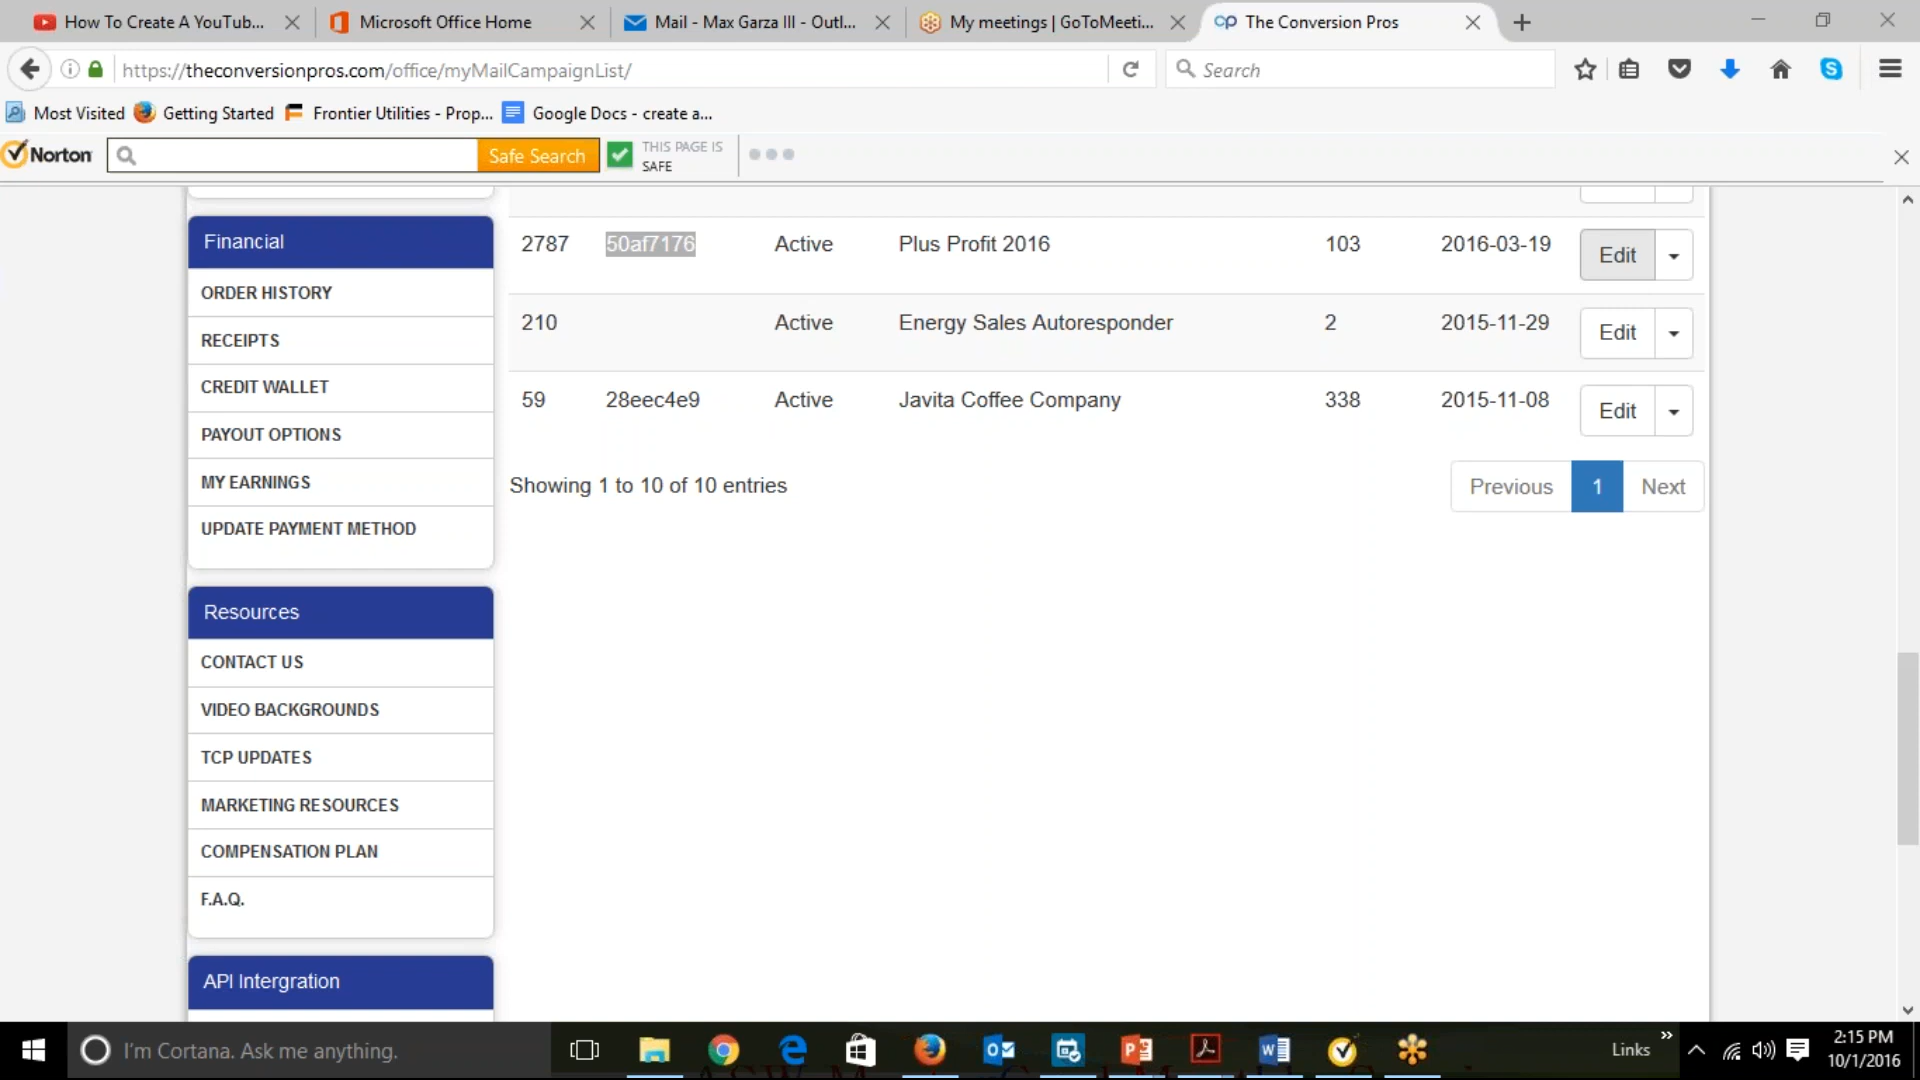 How To Create A YouTub...
Microsoft Office Home
Mail - Max Garza III - Outl...
My meetings | GoToMeeti...
cp The Conversion Pros
https://theconversionpros.com/office/myMailCampaignList/
Search
Most Visited
Getting Started
Frontier Utilities - Prop...
Google Docs - create a...
Norton
Safe Search
THIS PAGE IS
SAFE
Financial
ORDER HISTORY
RECEIPTS
CREDIT WALLET
PAYOUT OPTIONS
MY EARNINGS
UPDATE PAYMENT METHOD
Resources
CONTACT US
VIDEO BACKGROUNDS
TCP UPDATES
MARKETING RESOURCES
COMPENSATION PLAN
F.A.Q.
API Intergration
2787 50af7176 Active Plus Profit 2016 103 2016-03-19 Edit
210 Active Energy Sales Autoresponder 2 2015-11-29 Edit
59 28eec4e9 Active Javita Coffee Company 338 2015-11-08 Edit
Showing 1 to 10 of 10 entries
Previous 1 Next
I'm Cortana. Ask me anything.
Links
2:15 PM
10/1/2016